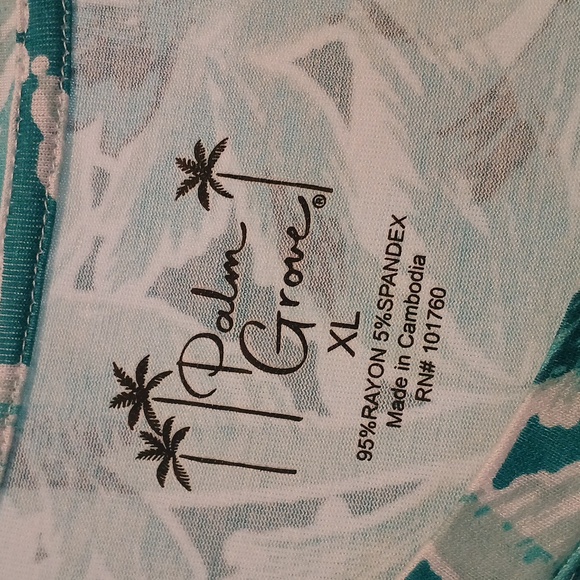 Palm
Grove®
XL
95%RAYON 5%SPANDEX
Made in Cambodia
RN# 101760